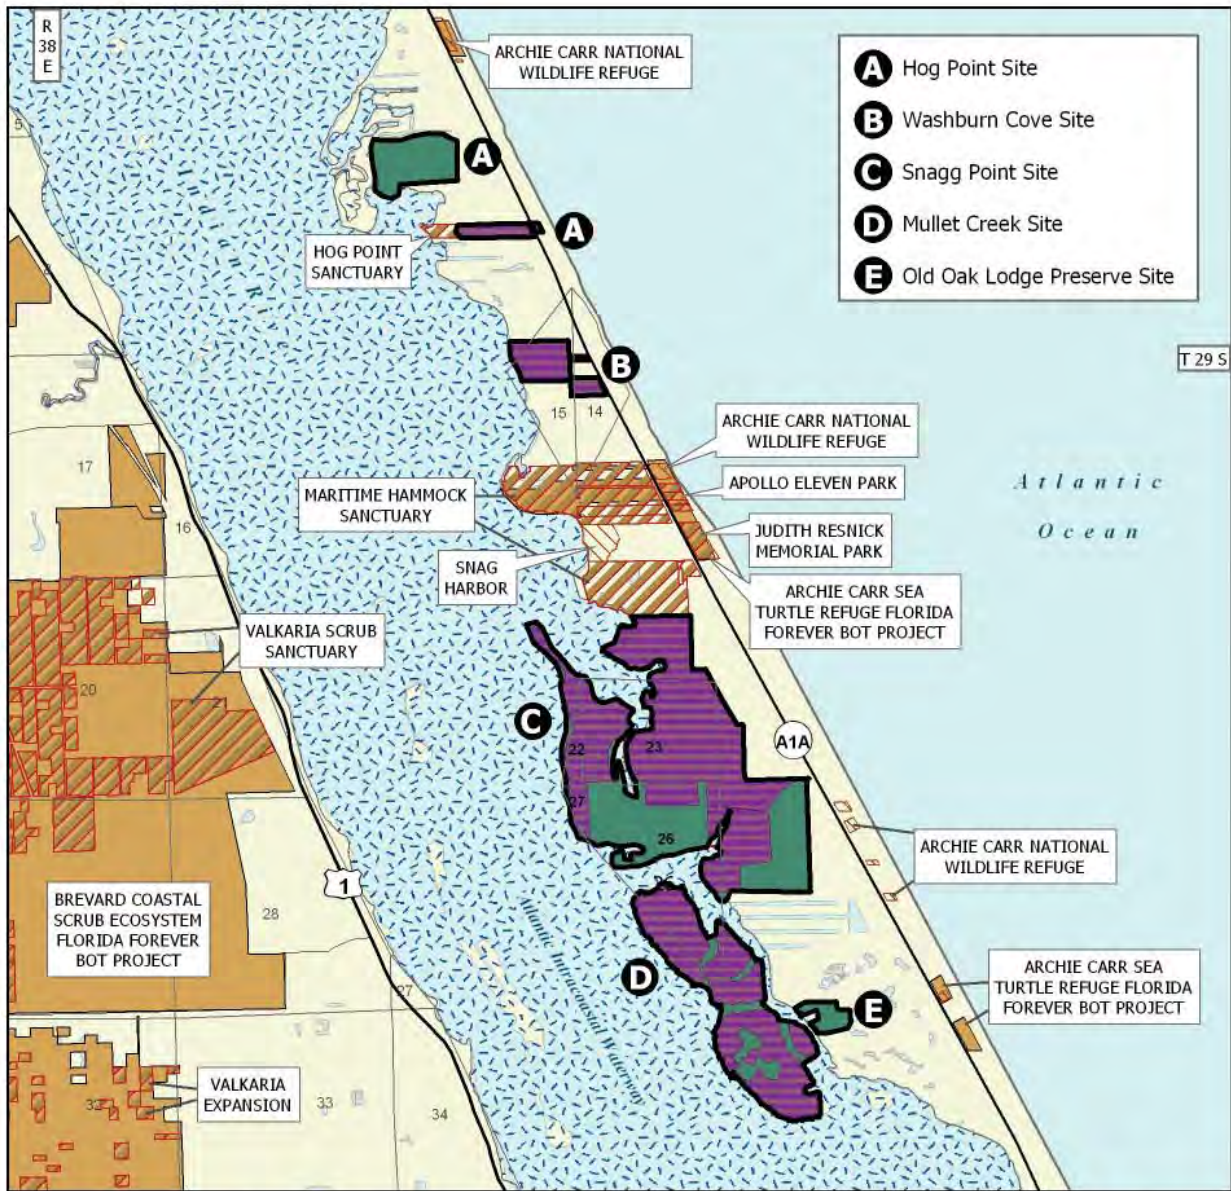 R
38
E
ARCHIE CARR NATIONAL
WILDLIFE REFUGE
A Hog Point Site
B Washburn Cove Site
C Snagg Point Site
D Mullet Creek Site
E Old Oak Lodge Preserve Site
5
A
A
HOG POINT
SANCTUARY
B
T 29 S
15
14
17
16
ARCHIE CARR NATIONAL
WILDLIFE REFUGE
APOLLO ELEVEN PARK
MARITIME HAMMOCK
SANCTUARY
JUDITH RESNICK
MEMORIAL PARK
SNAG
HARBOR
ARCHIE CARR SEA
TURTLE REFUGE FLORIDA
FOREVER BOT PROJECT
Atlantic
Ocean
VALKARIA SCRUB
SANCTUARY
20
C
22
23
A1A
27
26
1
ARCHIE CARR NATIONAL
WILDLIFE REFUGE
BREVARD COASTAL
SCRUB ECOSYSTEM
FLORIDA FOREVER
BOT PROJECT
28
Atlantic Intracoastal Waterway
D
E
27
ARCHIE CARR SEA
TURTLE REFUGE FLORIDA
FOREVER BOT PROJECT
VALKARIA
EXPANSION
32
33
34